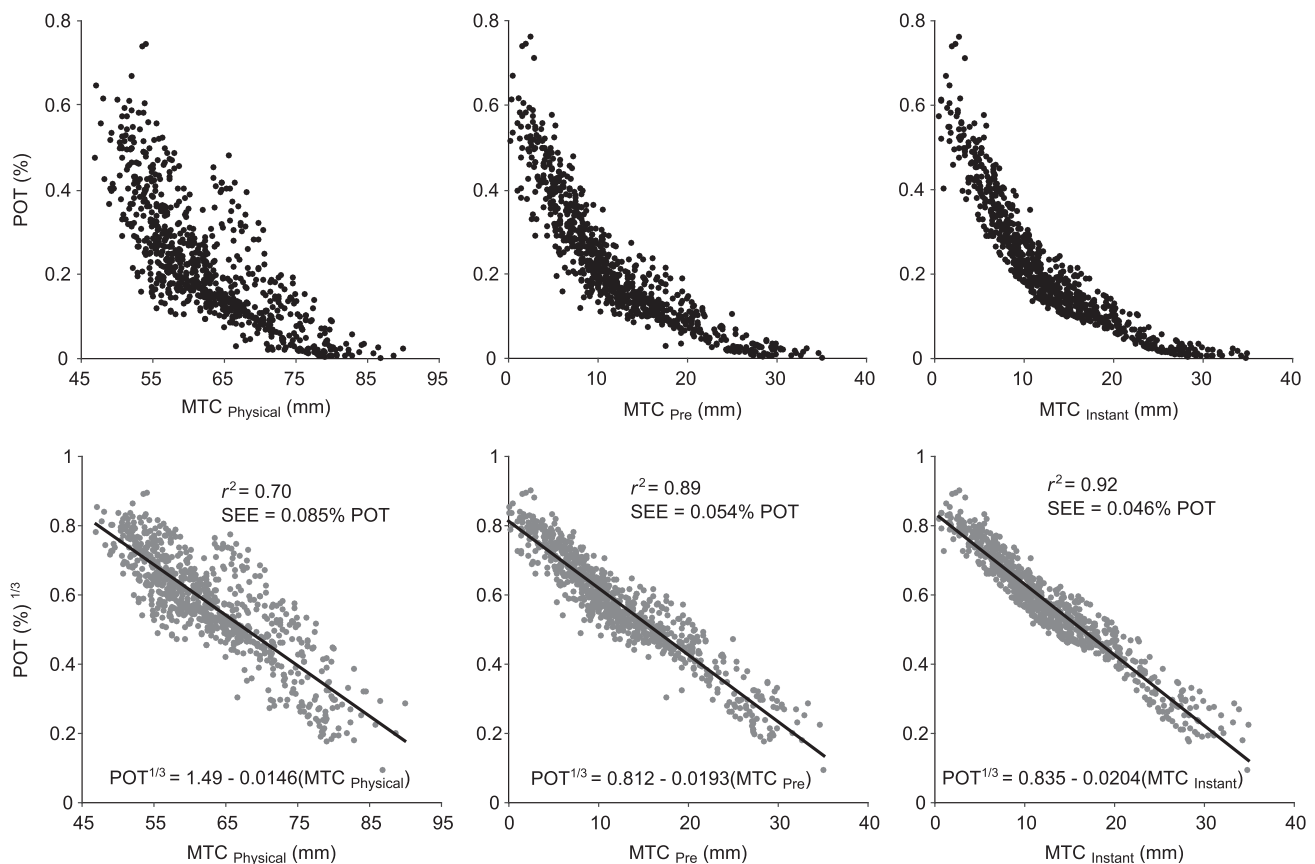 0.8
0.6
0.4
0.2
0
POT (%)
45 55 65 75 85 95
MTC Physical (mm)
0.8
0.6
0.4
0.2
0
0 10 20 30 40
MTC Pre (mm)
0.8
0.6
0.4
0.2
0
0 10 20 30 40
MTC Instant (mm)
1
0.8
0.6
0.4
0.2
0
POT (%) 1/3
r2 = 0.70
SEE = 0.085% POT
POT1/3 = 1.49 - 0.0146(MTC Physical)
45 55 65 75 85 95
MTC Physical (mm)
1
0.8
0.6
0.4
0.2
0
r2 = 0.89
SEE = 0.054% POT
POT1/3 = 0.812 - 0.0193(MTC Pre)
0 10 20 30 40
MTC Pre (mm)
1
0.8
0.6
0.4
0.2
0
r2 = 0.92
SEE = 0.046% POT
POT1/3 = 0.835 - 0.0204(MTC Instant)
0 10 20 30 40
MTC Instant (mm)